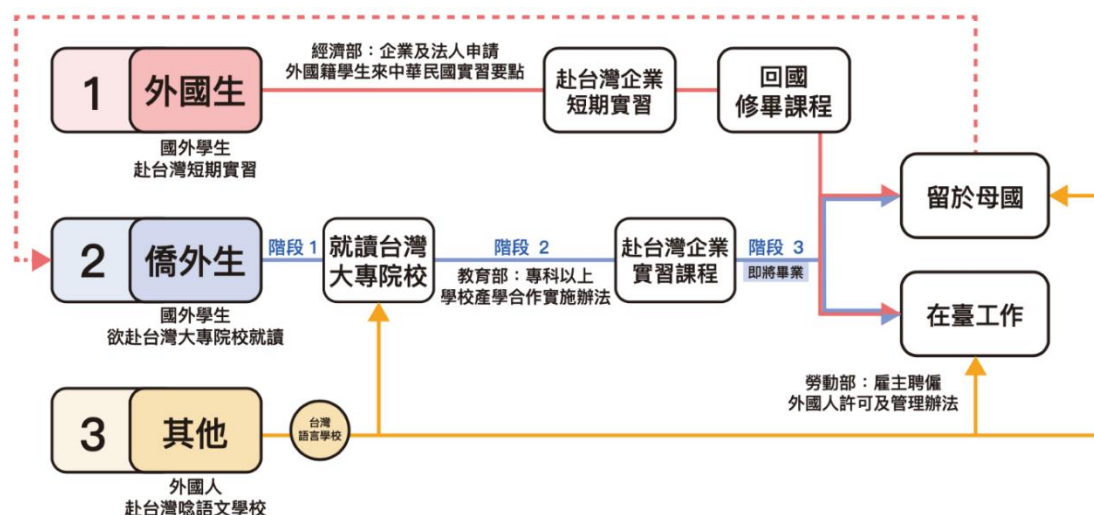 1
外國生
國外學生
赴台灣短期實習
經濟部：企業及法人申請
外國籍學生來中華民國實習要點
赴台灣企業
短期實習
回國
修畢課程
留於母國
2
僑外生
國外學生
欲赴台灣大專院校就讀
階段 1
就讀台灣
大專院校
階段 2
教育部：專科以上
學校產學合作實施辦法
赴台灣企業
實習課程
階段 3
即將畢業
在臺工作
勞動部：雇主聘僱
外國人許可及管理辦法
3
其他
外國人
赴台灣唸語文學校
台灣
語言學校